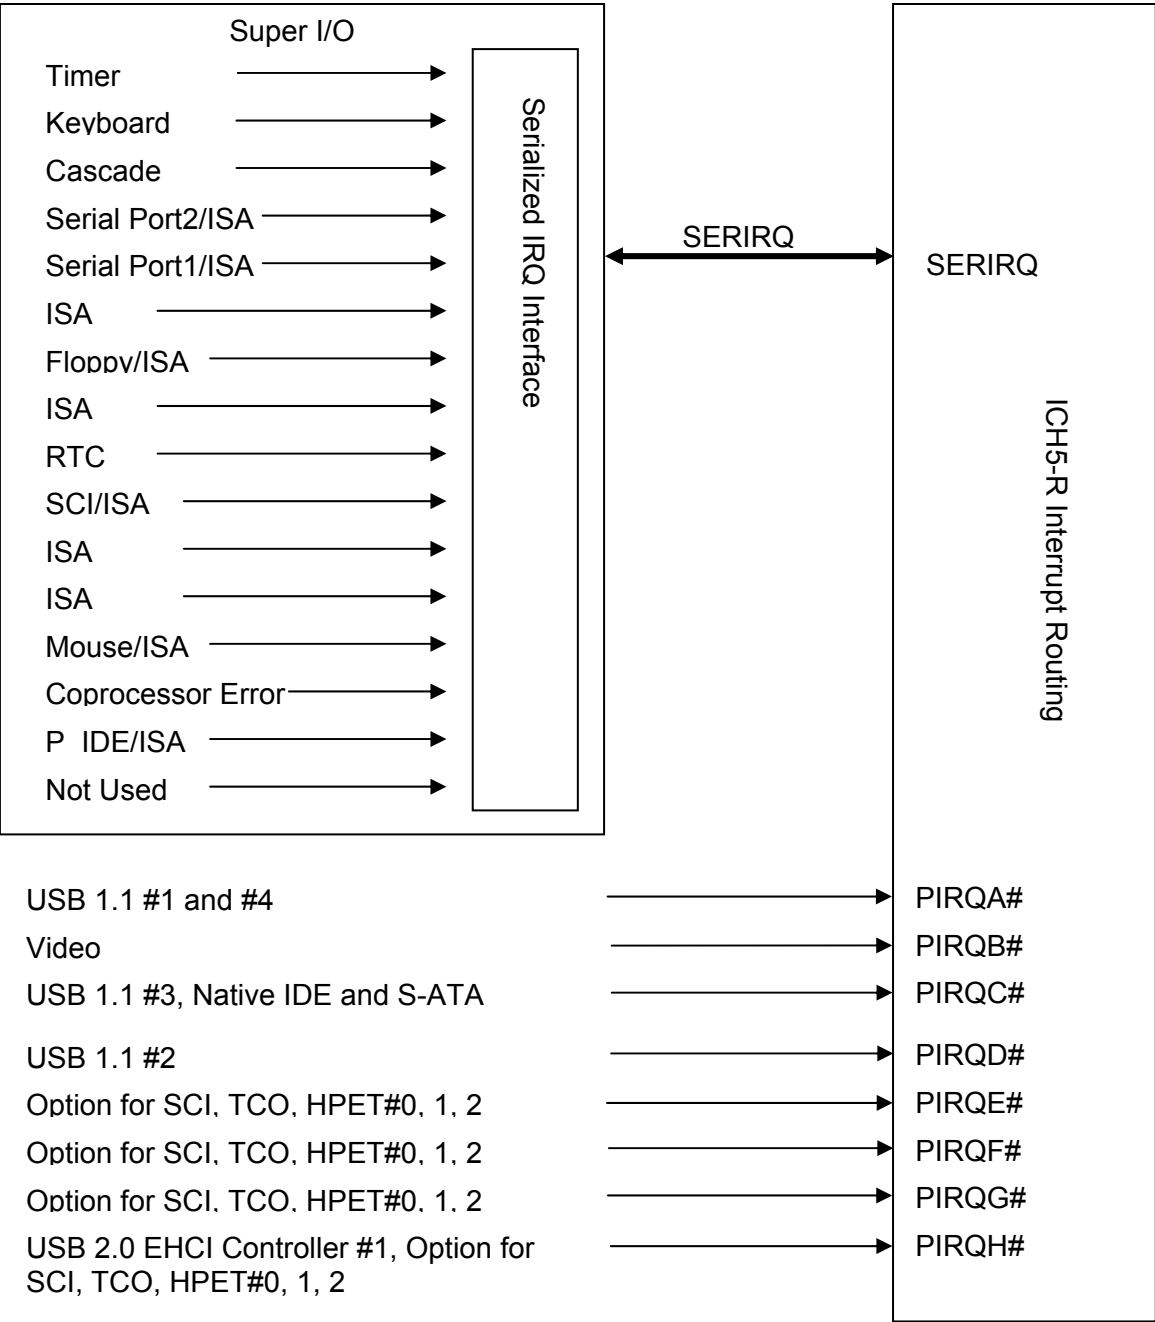 Super I/O
Timer
Keyboard
Cascade
Serial Port2/ISA
Serial Port1/ISA
ISA
Floppy/ISA
ISA
RTC
SCI/ISA
ISA
ISA
Mouse/ISA
Coprocessor Error
P IDE/ISA
Not Used
Serialized IRQ Interface
SERIRQ
SERIRQ
ICH5-R Interrupt Routing
USB 1.1 #1 and #4
PIRQA#
Video
PIRQB#
USB 1.1 #3, Native IDE and S-ATA
PIRQC#
USB 1.1 #2
PIRQD#
Option for SCI, TCO, HPET#0, 1, 2
PIRQE#
Option for SCI, TCO, HPET#0, 1, 2
PIRQF#
Option for SCI, TCO, HPET#0, 1, 2
PIRQG#
USB 2.0 EHCI Controller #1, Option for
SCI, TCO, HPET#0, 1, 2
PIRQH#